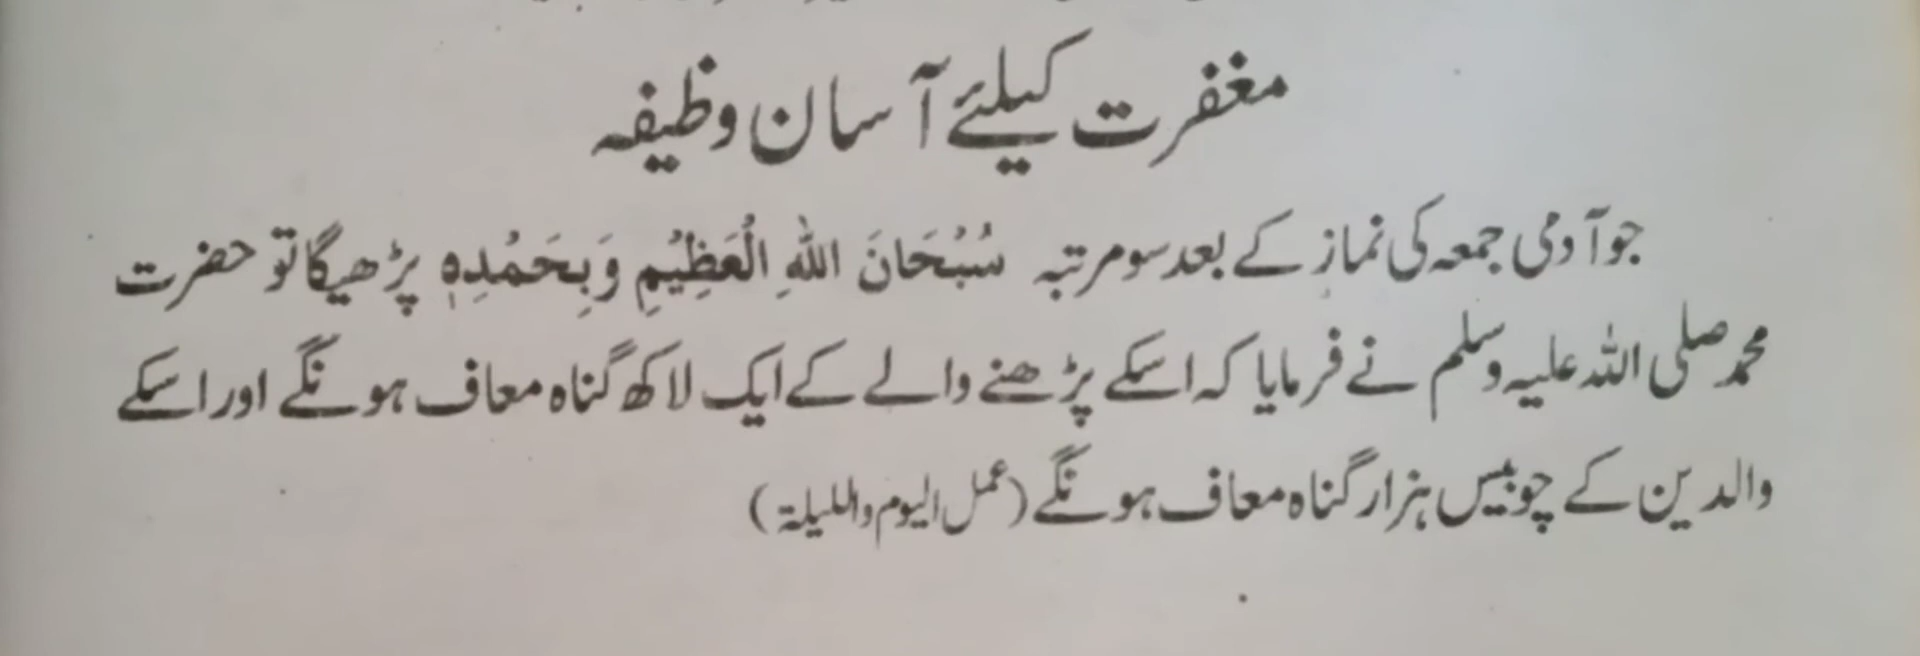 مغفرت کیلئے آسان وظیفہ
جو آدمی جمعہ کی نماز کے بعد سو مرتبہ سُبْحَانَ اللّٰهِ الْعَظِيْمِ وَبِحَمْدِهٖ پڑھیگا تو حضرت
محمد صلی اللہ علیہ وسلم نے فرمایا کہ اسکے پڑھنے والے کے ایک لاکھ گناہ معاف ہونگے اور اسکے
والدین کے چوبیس ہزار گناہ معاف ہونگے (عمل الیوم واللیلۃ)